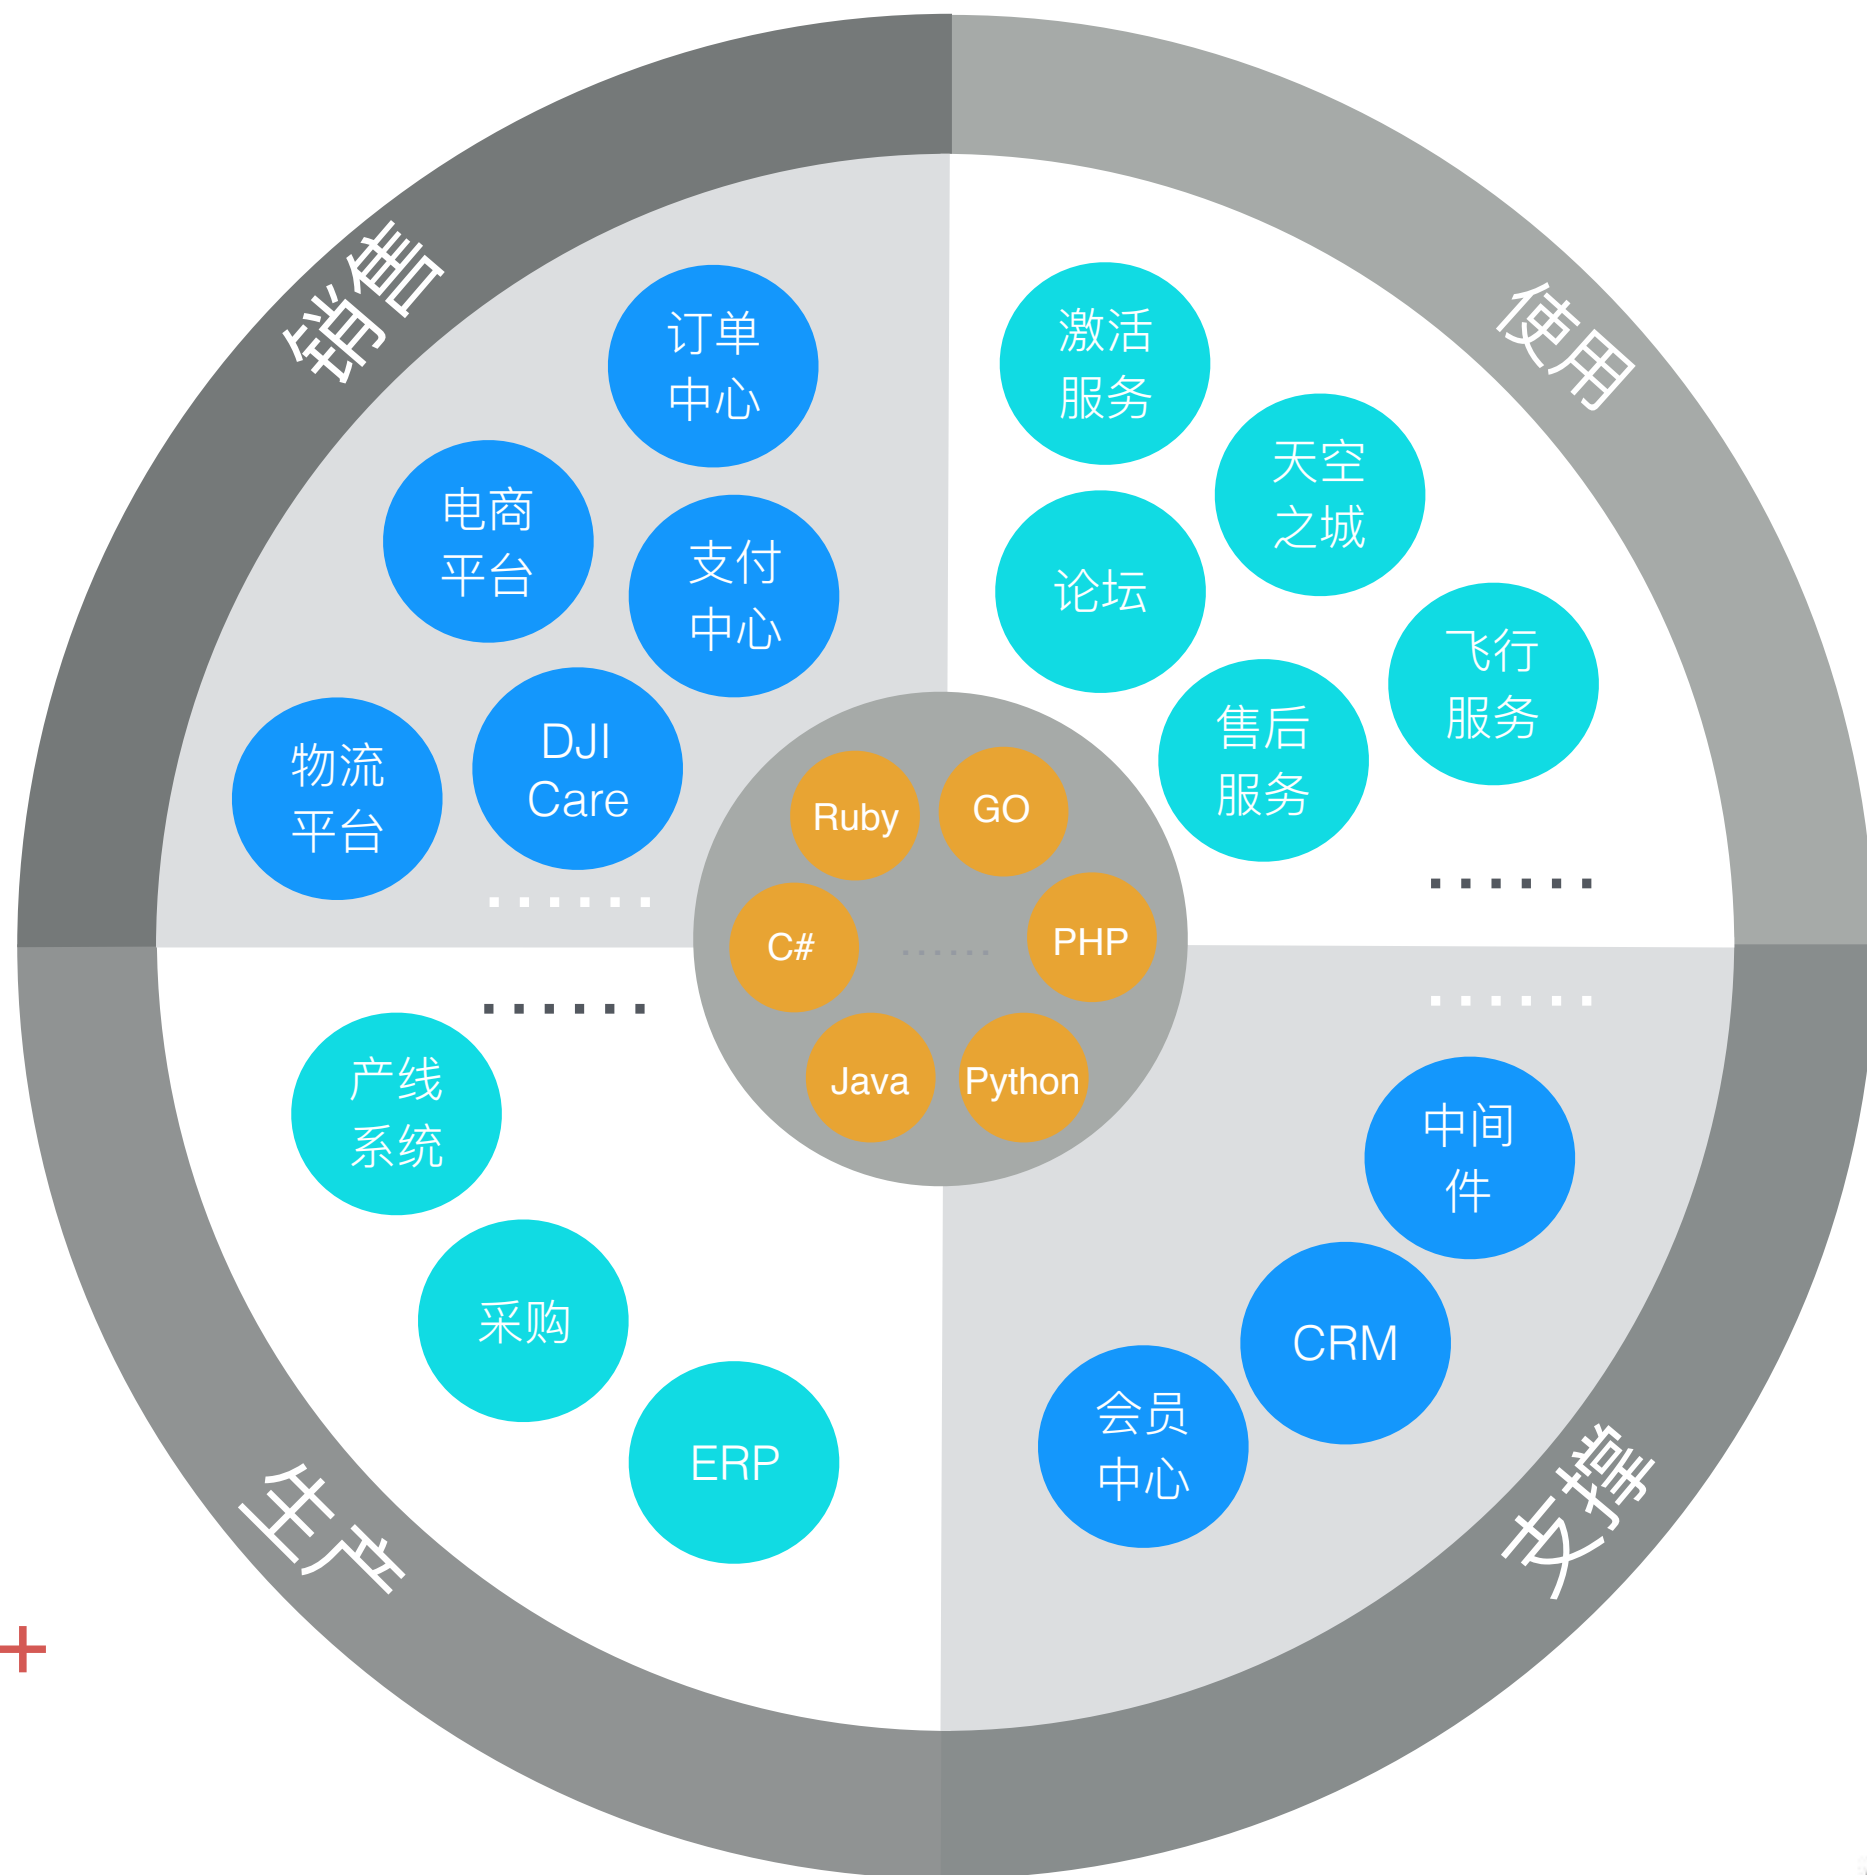 销售
订单
中心
电商
平台
支付
中心
物流
平台
DJI
Care
......
使用
激活
服务
天空
之城
论坛
飞行
服务
售后
服务
......
Ruby
GO
C#
......
PHP
Java
Python
......
产线
系统
采购
ERP
生产
......
中间
件
CRM
会员
中心
支撑